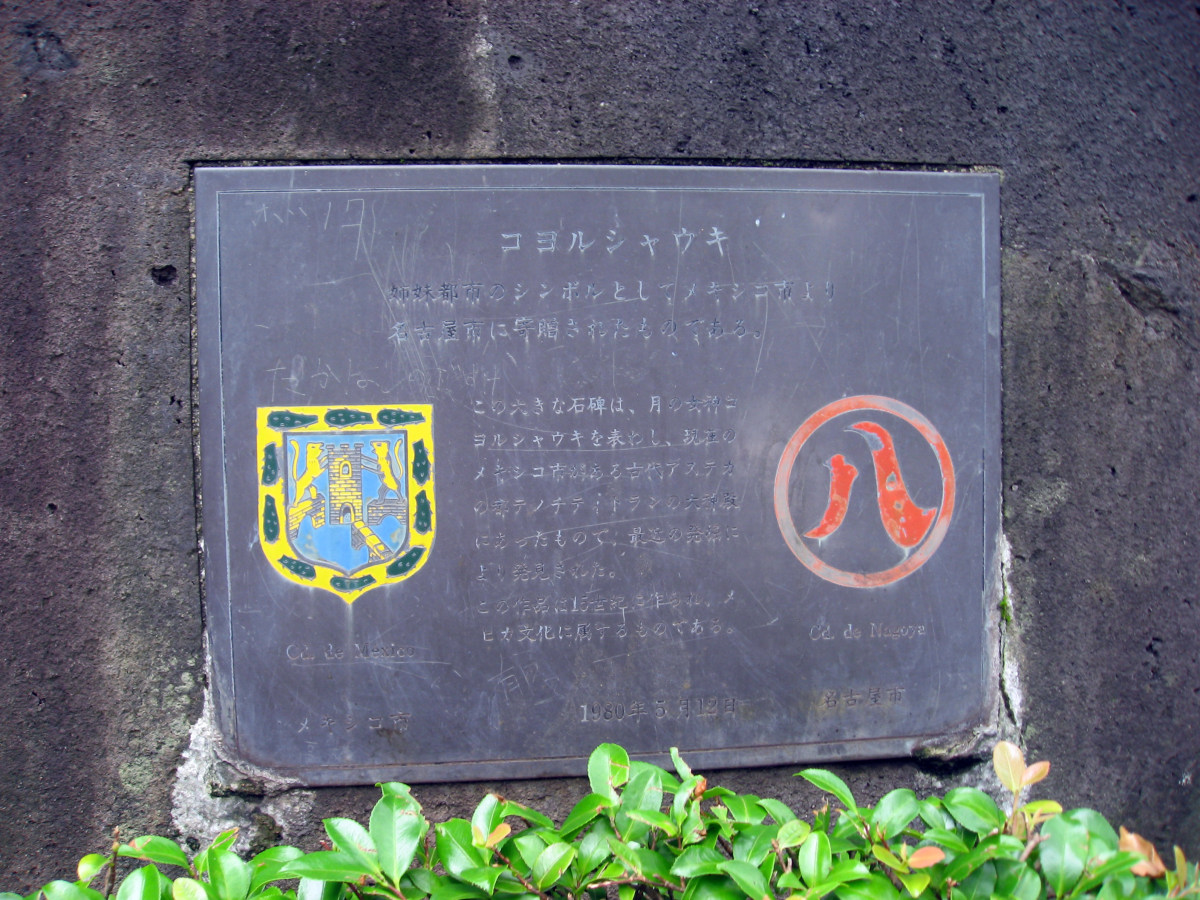 コヨルシャウキ
姉妹都市のシンボルとしてメキシコ市より
名古屋市に寄贈されたものである。
この大きな石碑は、月の女神コ
ヨルシャウキを表わし、現在の
メキシコ市にある古代アステカ
の都テノチティトランの大神殿
にあったもので、最近の発掘に
より発見された。
この作品は15世紀に作られ、メ
ヒカ文化に属するものである。
八
Cd. de México
Cd. de Nagoya
メキシコ市
1980年5月12日
名古屋市